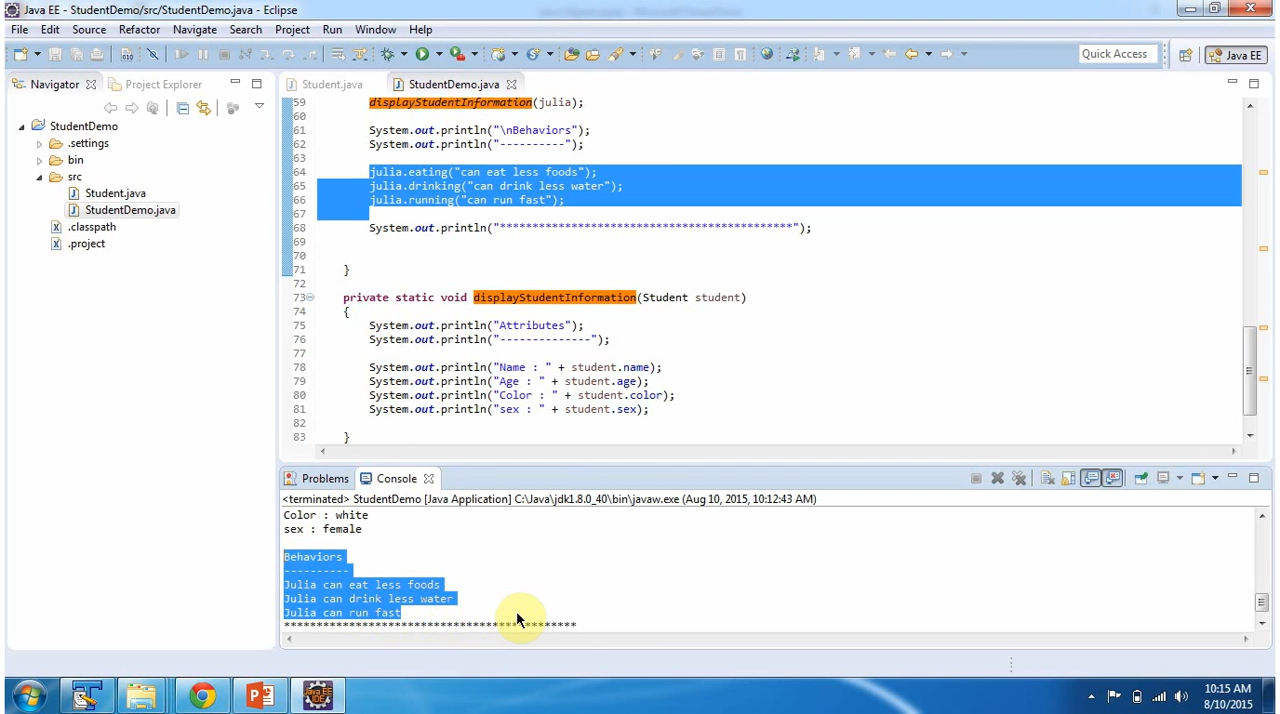 Java EE - StudentDemo/src/StudentDemo.java - Eclipse
File Edit Source Refactor Navigate Search Project Run Window Help
Quick Access Java EE
Navigator Project Explorer
Student.java StudentDemo.java
StudentDemo
.settings
bin
src
Student.java
StudentDemo.java
.classpath
.project
59 displayStudentInformation(julia);
60
61 System.out.println("\nBehaviors");
62 System.out.println("----------");
63
64 julia.eating("can eat less foods");
65 julia.drinking("can drink less water");
66 julia.running("can run fast");
67
68 System.out.println("*********************************************");
69
70
71 }
72
73 private static void displayStudentInformation(Student student)
74 {
75 System.out.println("Attributes");
76 System.out.println("--------------");
77
78 System.out.println("Name : " + student.name);
79 System.out.println("Age : " + student.age);
80 System.out.println("Color : " + student.color);
81 System.out.println("sex : " + student.sex);
82
83 }
Problems Console
<terminated> StudentDemo [Java Application] C:\Java\jdk1.8.0_40\bin\javaw.exe (Aug 10, 2015, 10:12:43 AM)
Color : white
sex : female
Behaviors
----------
Julia can eat less foods
Julia can drink less water
Julia can run fast
*********************************************
Java EE
IDE
10:15 AM
8/10/2015